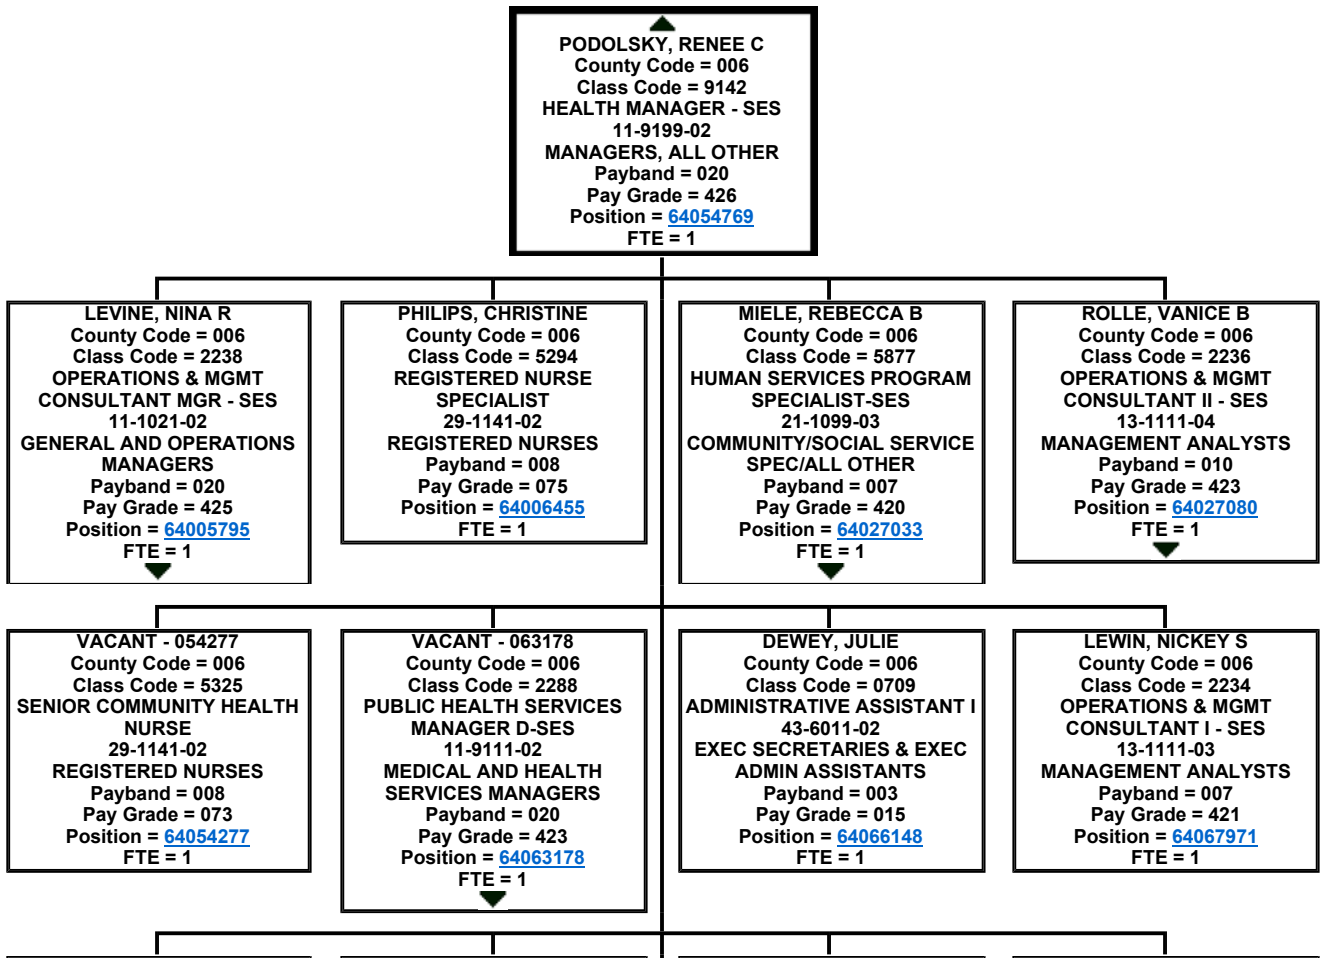 PODOLSKY, RENEE C
County Code = 006
Class Code = 9142
HEALTH MANAGER - SES
11-9199-02
MANAGERS, ALL OTHER
Payband = 020
Pay Grade = 426
Position = 64054769
FTE = 1
LEVINE, NINA R
County Code = 006
Class Code = 2238
OPERATIONS & MGMT
CONSULTANT MGR - SES
11-1021-02
GENERAL AND OPERATIONS
MANAGERS
Payband = 020
Pay Grade = 425
Position = 64005795
FTE = 1
PHILIPS, CHRISTINE
County Code = 006
Class Code = 5294
REGISTERED NURSE
SPECIALIST
29-1141-02
REGISTERED NURSES
Payband = 008
Pay Grade = 075
Position = 64006455
FTE = 1
MIELE, REBECCA B
County Code = 006
Class Code = 5877
HUMAN SERVICES PROGRAM
SPECIALIST-SES
21-1099-03
COMMUNITY/SOCIAL SERVICE
SPEC/ALL OTHER
Payband = 007
Pay Grade = 420
Position = 64027033
FTE = 1
ROLLE, VANICE B
County Code = 006
Class Code = 2236
OPERATIONS & MGMT
CONSULTANT II - SES
13-1111-04
MANAGEMENT ANALYSTS
Payband = 010
Pay Grade = 423
Position = 64027080
FTE = 1
VACANT - 054277
County Code = 006
Class Code = 5325
SENIOR COMMUNITY HEALTH
NURSE
29-1141-02
REGISTERED NURSES
Payband = 008
Pay Grade = 073
Position = 64054277
FTE = 1
VACANT - 063178
County Code = 006
Class Code = 2288
PUBLIC HEALTH SERVICES
MANAGER D-SES
11-9111-02
MEDICAL AND HEALTH
SERVICES MANAGERS
Payband = 020
Pay Grade = 423
Position = 64063178
FTE = 1
DEWEY, JULIE
County Code = 006
Class Code = 0709
ADMINISTRATIVE ASSISTANT I
43-6011-02
EXEC SECRETARIES & EXEC
ADMIN ASSISTANTS
Payband = 003
Pay Grade = 015
Position = 64066148
FTE = 1
LEWIN, NICKEY S
County Code = 006
Class Code = 2234
OPERATIONS & MGMT
CONSULTANT I - SES
13-1111-03
MANAGEMENT ANALYSTS
Payband = 007
Pay Grade = 421
Position = 64067971
FTE = 1